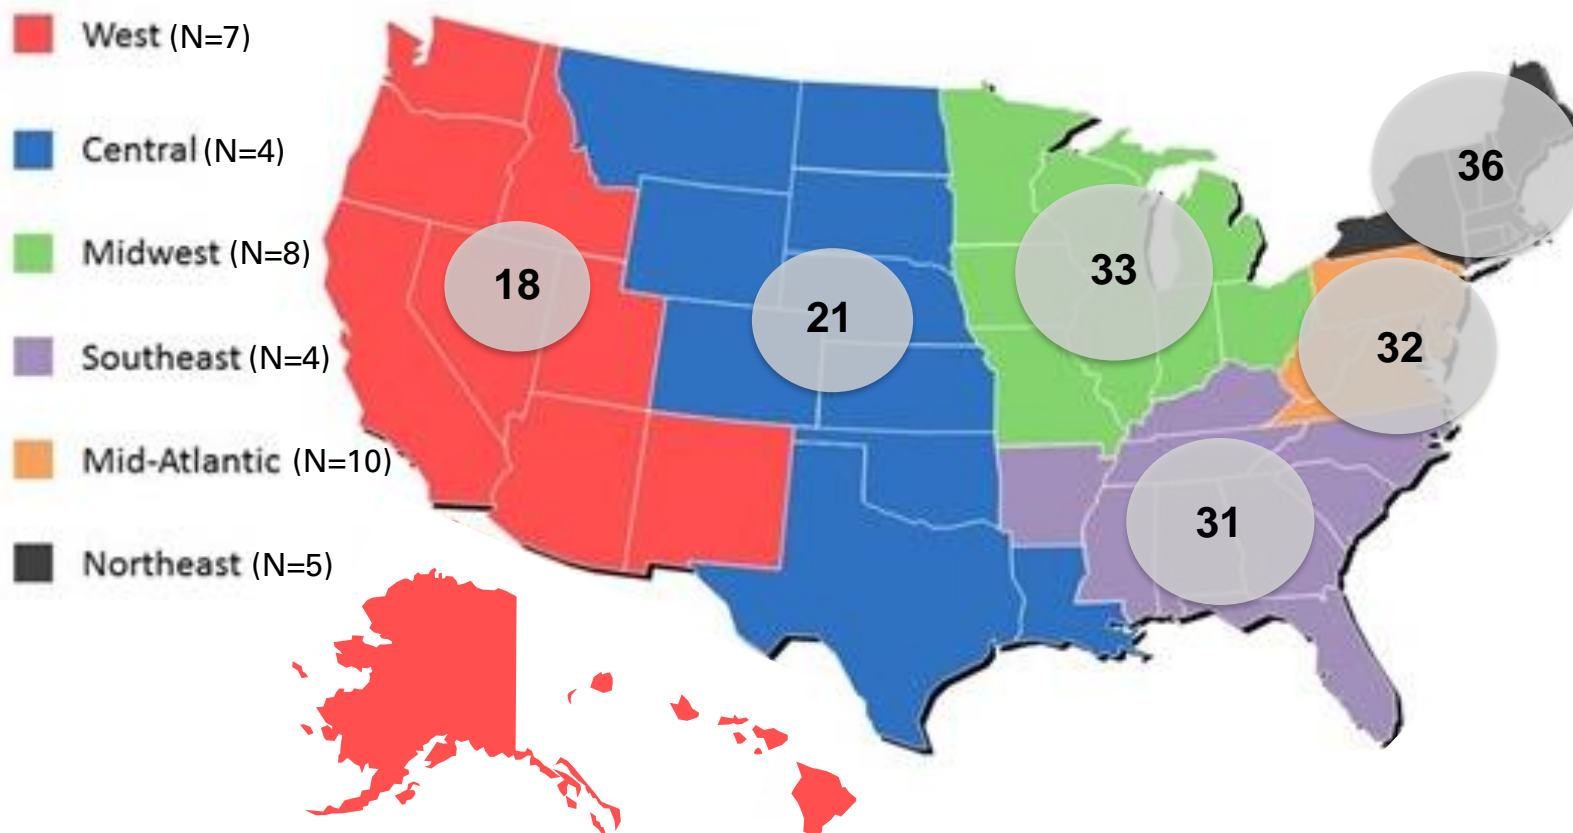 West (N=7)
Central (N=4)
Midwest (N=8)
Southeast (N=4)
Mid-Atlantic (N=10)
Northeast (N=5)
36
33
18
21
32
31